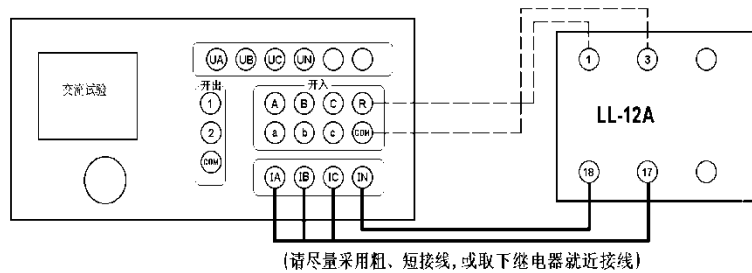 UA UB UC UN
开出 开入
1 A B C R
交流试验
2 a b c COM
COM
IA IB IC IN
1 3
LL-12A
18 17
(请尽量采用粗、短接线,或取下继电器就近接线)